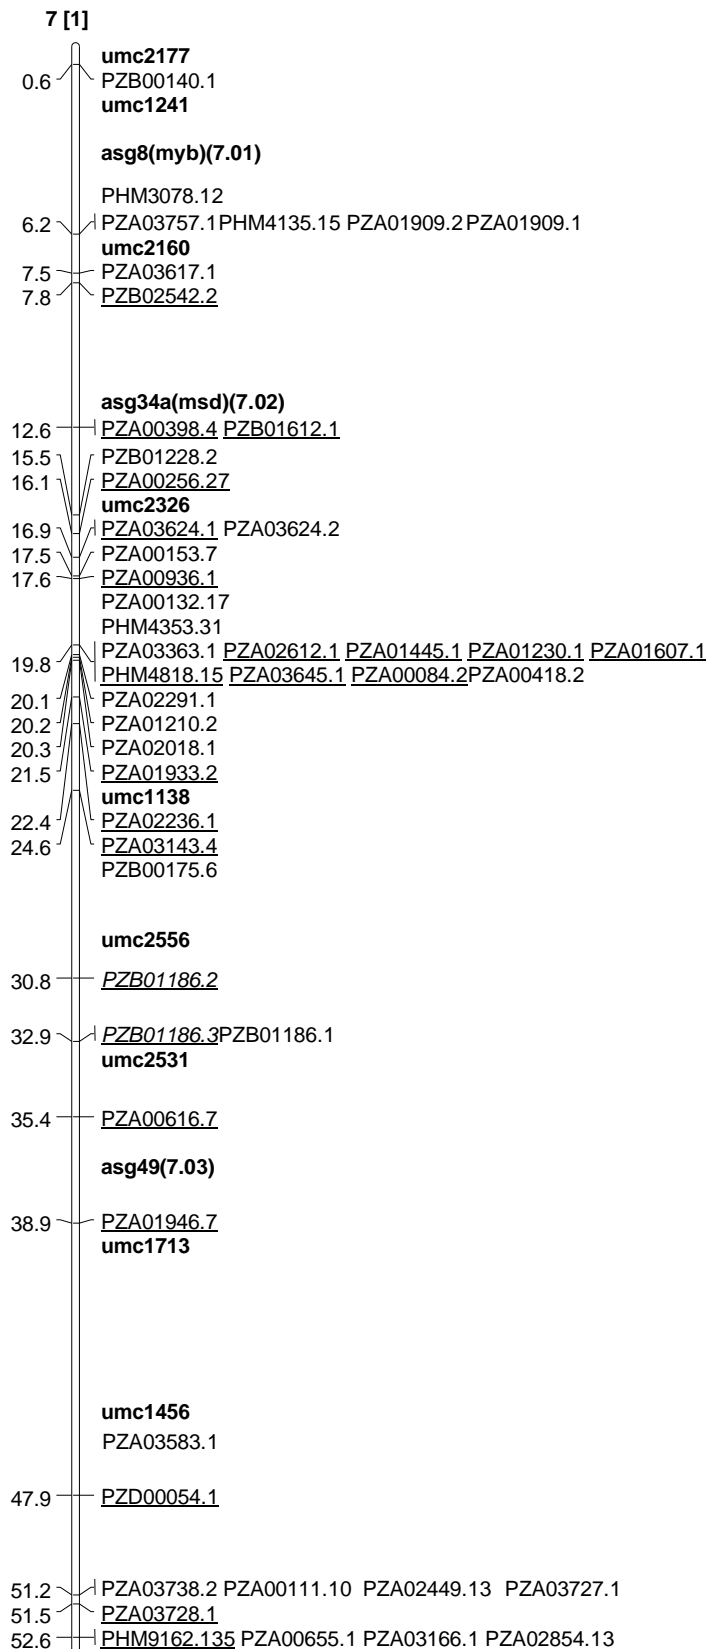 7 [1]
umc2177
0.6 PZB00140.1
umc1241
asg8(myb)(7.01)
PHM3078.12
6.2 PZA03757.1 PHM4135.15 PZA01909.2 PZA01909.1
umc2160
7.5 PZA03617.1
7.8 PZB02542.2
asg34a(msd)(7.02)
12.6 PZA00398.4 PZB01612.1
15.5 PZB01228.2
16.1 PZA00256.27
umc2326
16.9 PZA03624.1 PZA03624.2
17.5 PZA00153.7
17.6 PZA00936.1
PZA00132.17
PHM4353.31
PZA03363.1 PZA02612.1 PZA01445.1 PZA01230.1 PZA01607.1
19.8 PHM4818.15 PZA03645.1 PZA00084.2 PZA00418.2
20.1 PZA02291.1
20.2 PZA01210.2
20.3 PZA02018.1
21.5 PZA01933.2
umc1138
22.4 PZA02236.1
24.6 PZA03143.4
PZB00175.6
umc2556
30.8 PZB01186.2
32.9 PZB01186.3 PZB01186.1
umc2531
35.4 PZA00616.7
asg49(7.03)
38.9 PZA01946.7
umc1713
umc1456
PZA03583.1
47.9 PZD00054.1
51.2 PZA03738.2 PZA00111.10 PZA02449.13 PZA03727.1
51.5 PZA03728.1
52.6 PHM9162.135 PZA00655.1 PZA03166.1 PZA02854.13